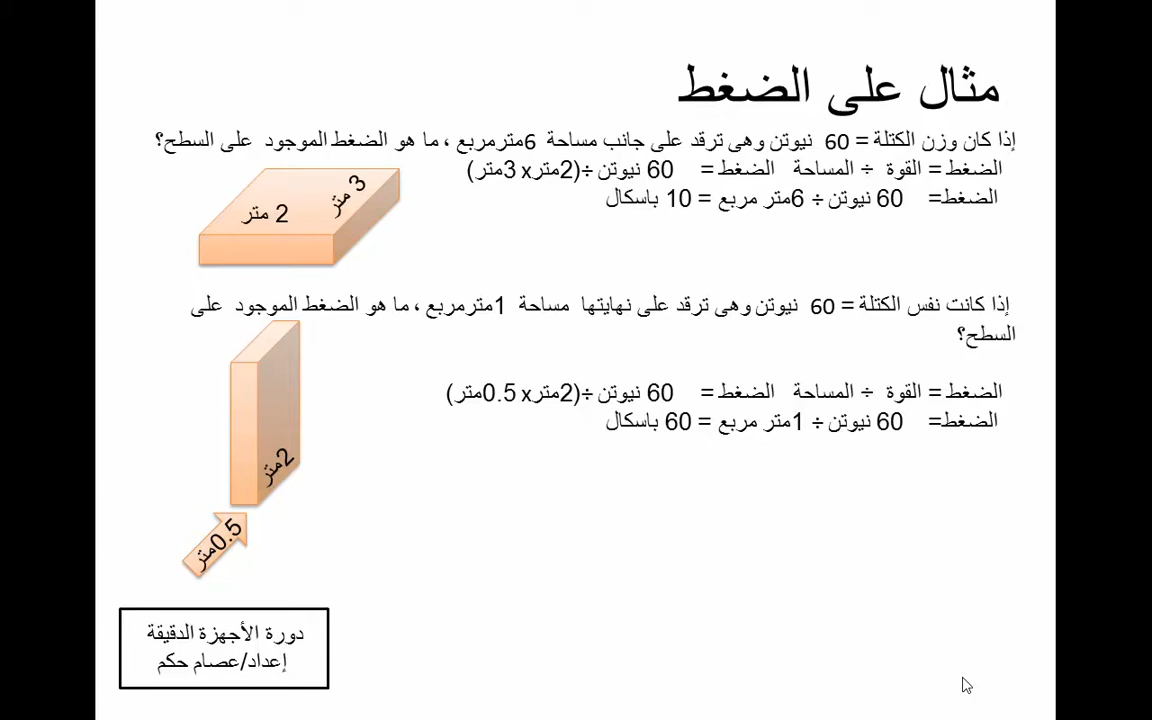 مثال على الضغط
إذا كان وزن الكتلة = 60 نيوتن وهى ترقد على جانب مساحة 6مترمربع ، ما هو الضغط الموجود على السطح؟
الضغط = القوة ÷ المساحة الضغط = 60 نيوتن ÷(2مترx 3متر)
الضغط= 60 نيوتن ÷ 6متر مربع = 10 باسكال
3 متر
2 متر
إذا كانت نفس الكتلة = 60 نيوتن وهى ترقد على نهايتها مساحة 1مترمربع ، ما هو الضغط الموجود على
السطح؟
الضغط = القوة ÷ المساحة الضغط = 60 نيوتن ÷(2مترx 0.5متر)
الضغط= 60 نيوتن ÷ 1متر مربع = 60 باسكال
2متر
0.5متر
دورة الأجهزة الدقيقة
إعداد/عصام حكم